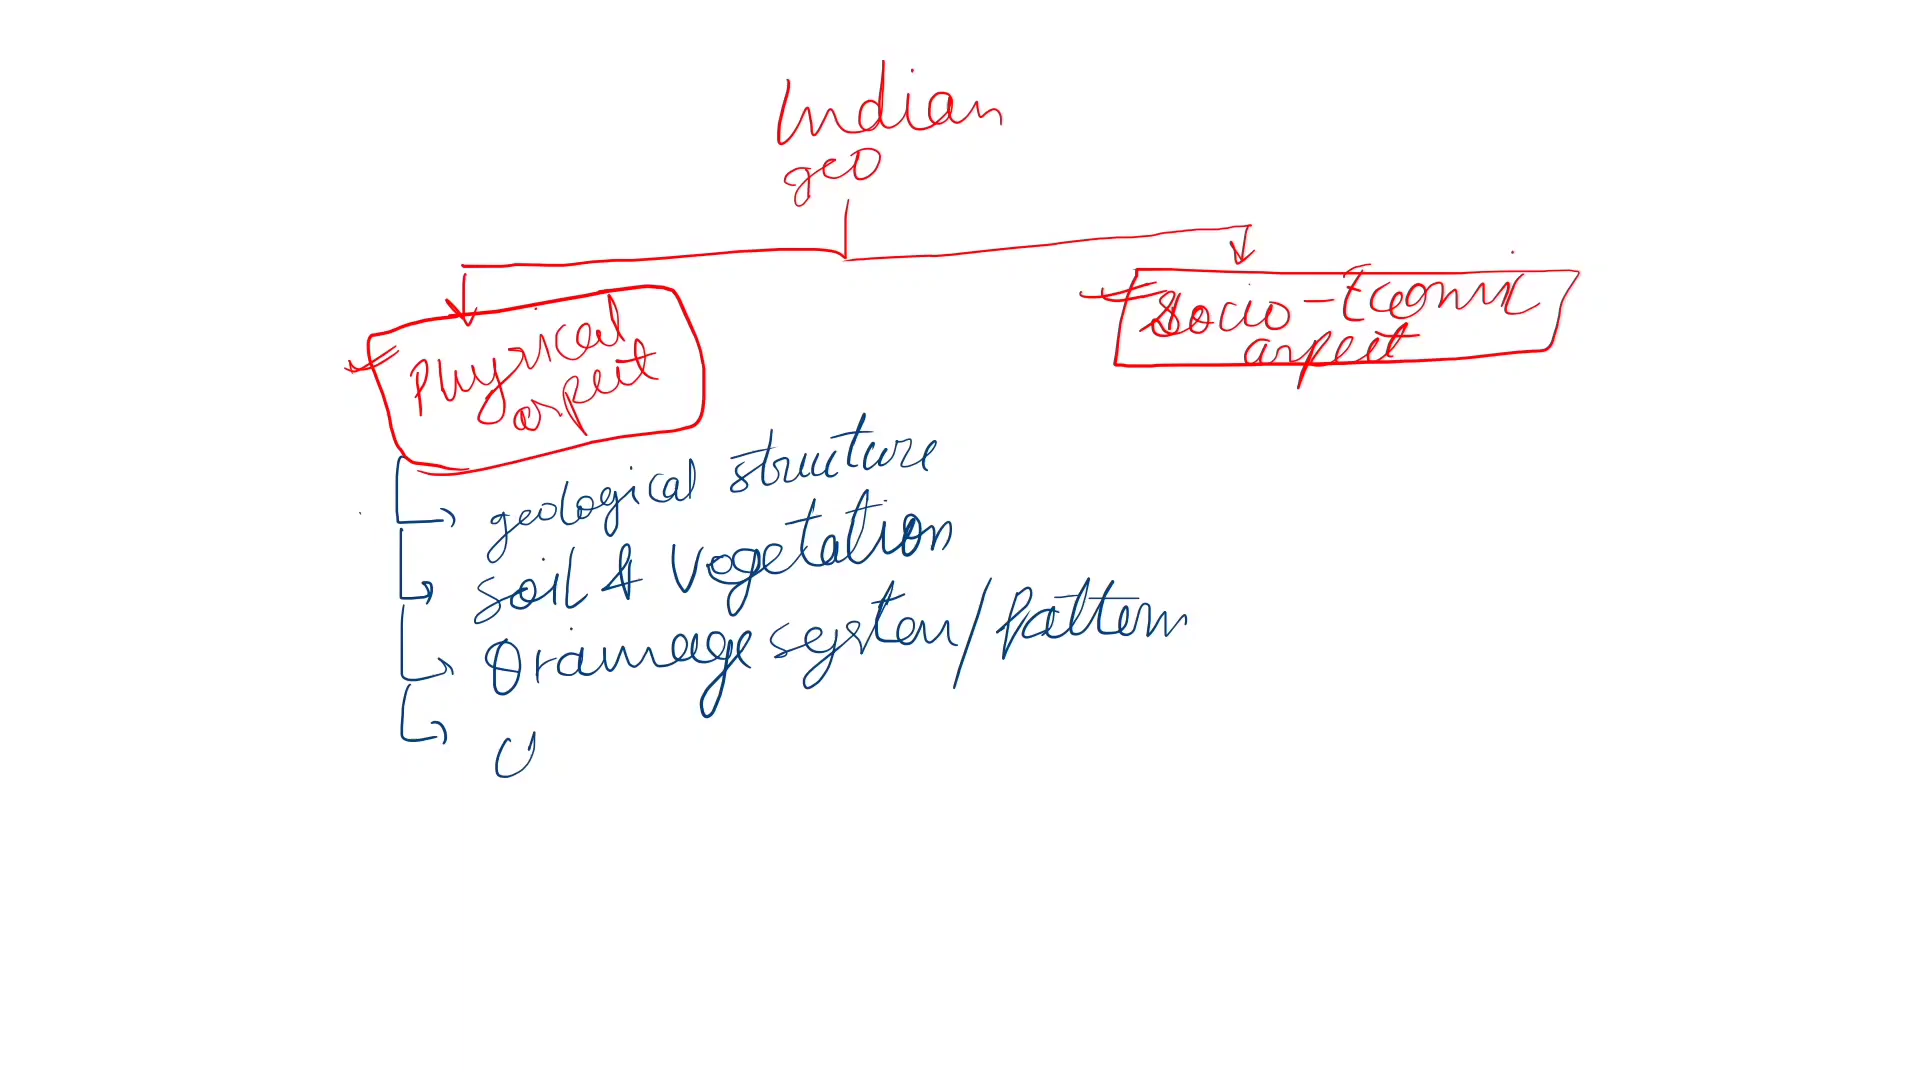 Indian
geo
Physical
aspect
Socio-Economic
aspect
geological structure
soil & vegetation
Drainage system/pattern